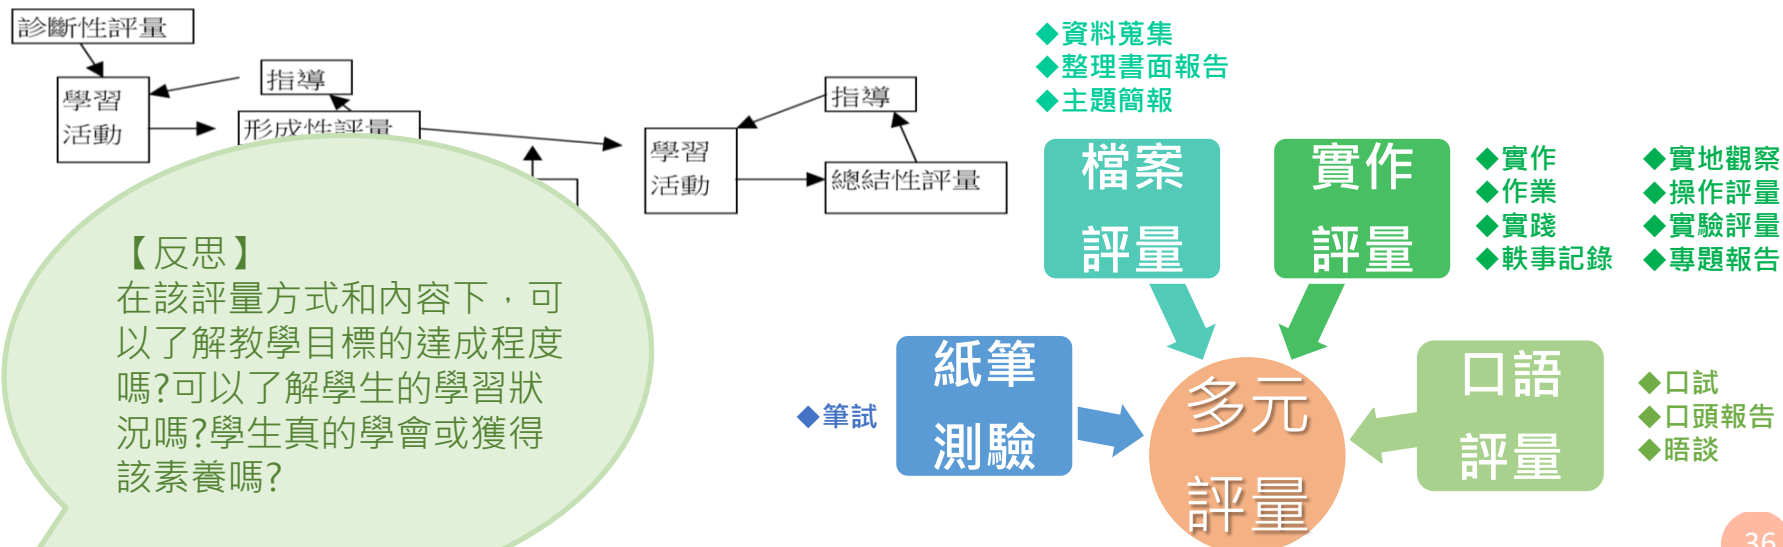 診斷性評量
學習
活動
指導
形成性評量
學習
活動
指導
總結性評量
【反思】
在該評量方式和內容下，可
以了解教學目標的達成程度
嗎?可以了解學生的學習狀
況嗎?學生真的學會或獲得
該素養嗎?
◆資料蒐集
◆整理書面報告
◆主題簡報
檔案
評量
實作
評量
◆實作
◆作業
◆實踐
◆軼事記錄
◆實地觀察
◆操作評量
◆實驗評量
◆專題報告
◆筆試
紙筆
測驗
多元
評量
口語
評量
◆口試
◆口頭報告
◆晤談
36